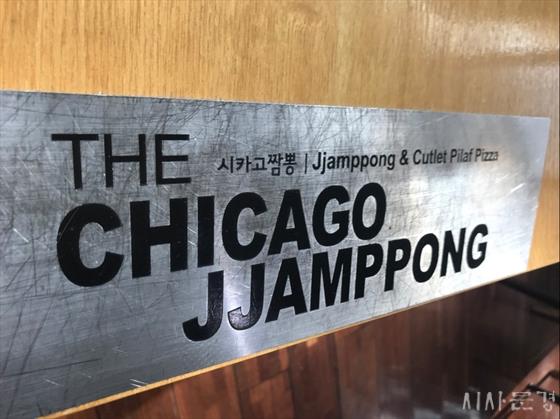 THE 시카고짬뽕 | Jjamppong & Cutlet Pilaf Pizza
CHICAGO
JJAMPPONG
시사문경